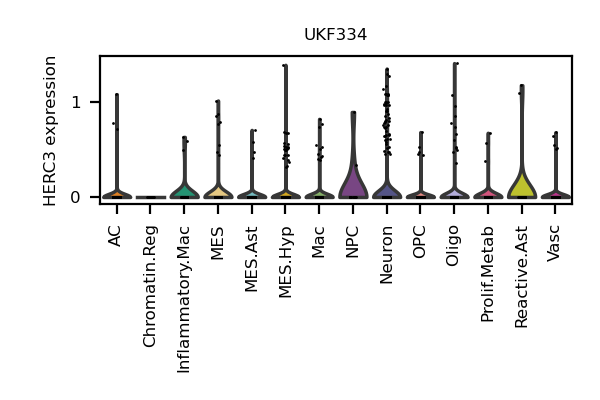 UKF334
HERC3 expression
1
0
AC
Chromatin.Reg
Inflammatory.Mac
MES
MES.Ast
MES.Hyp
Mac
NPC
Neuron
OPC
Oligo
Prolif.Metab
Reactive.Ast
Vasc